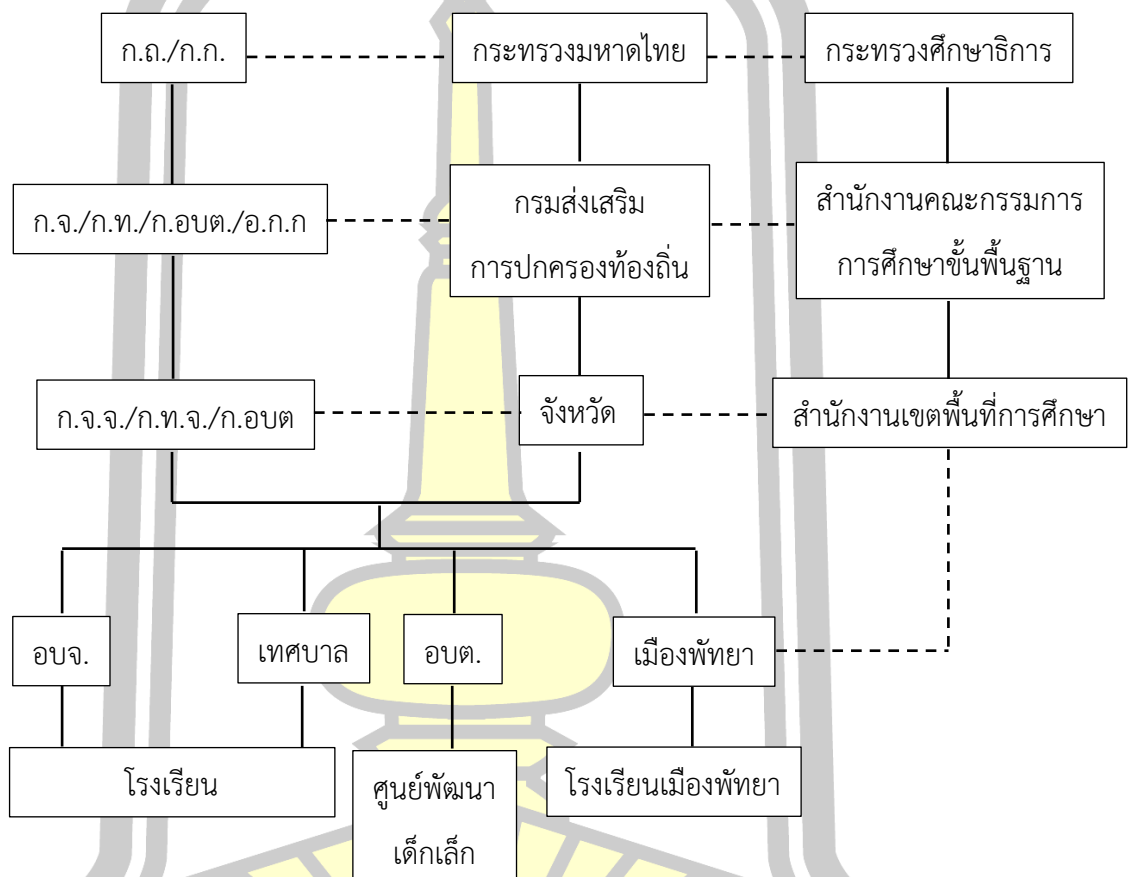 ก.ถ./ก.ก.
กระทรวงมหาดไทย
กระทรวงศึกษาธิการ
ก.จ./ก.ท./ก.อบต./อ.ก.ก
กรมส่งเสริม
การปกครองท้องถิ่น
สำนักงานคณะกรรมการ
การศึกษาขั้นพื้นฐาน
ก.จ.จ./ก.ท.จ./ก.อบต
จังหวัด
สำนักงานเขตพื้นที่การศึกษา
อบจ.
เทศบาล
อบต.
เมืองพัทยา
โรงเรียน
ศูนย์พัฒนา
เด็กเล็ก
โรงเรียนเมืองพัทยา